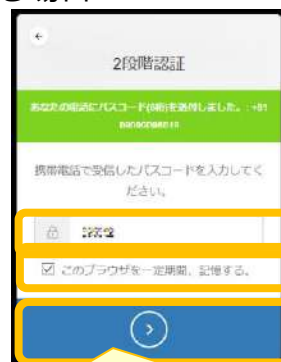 2段階認証
あなたの電話にパスコード(6桁)を送付しました。: +81
携帯電話で受信したパスコードを入力してく
ださい。
このブラウザを一定期間、記憶する。